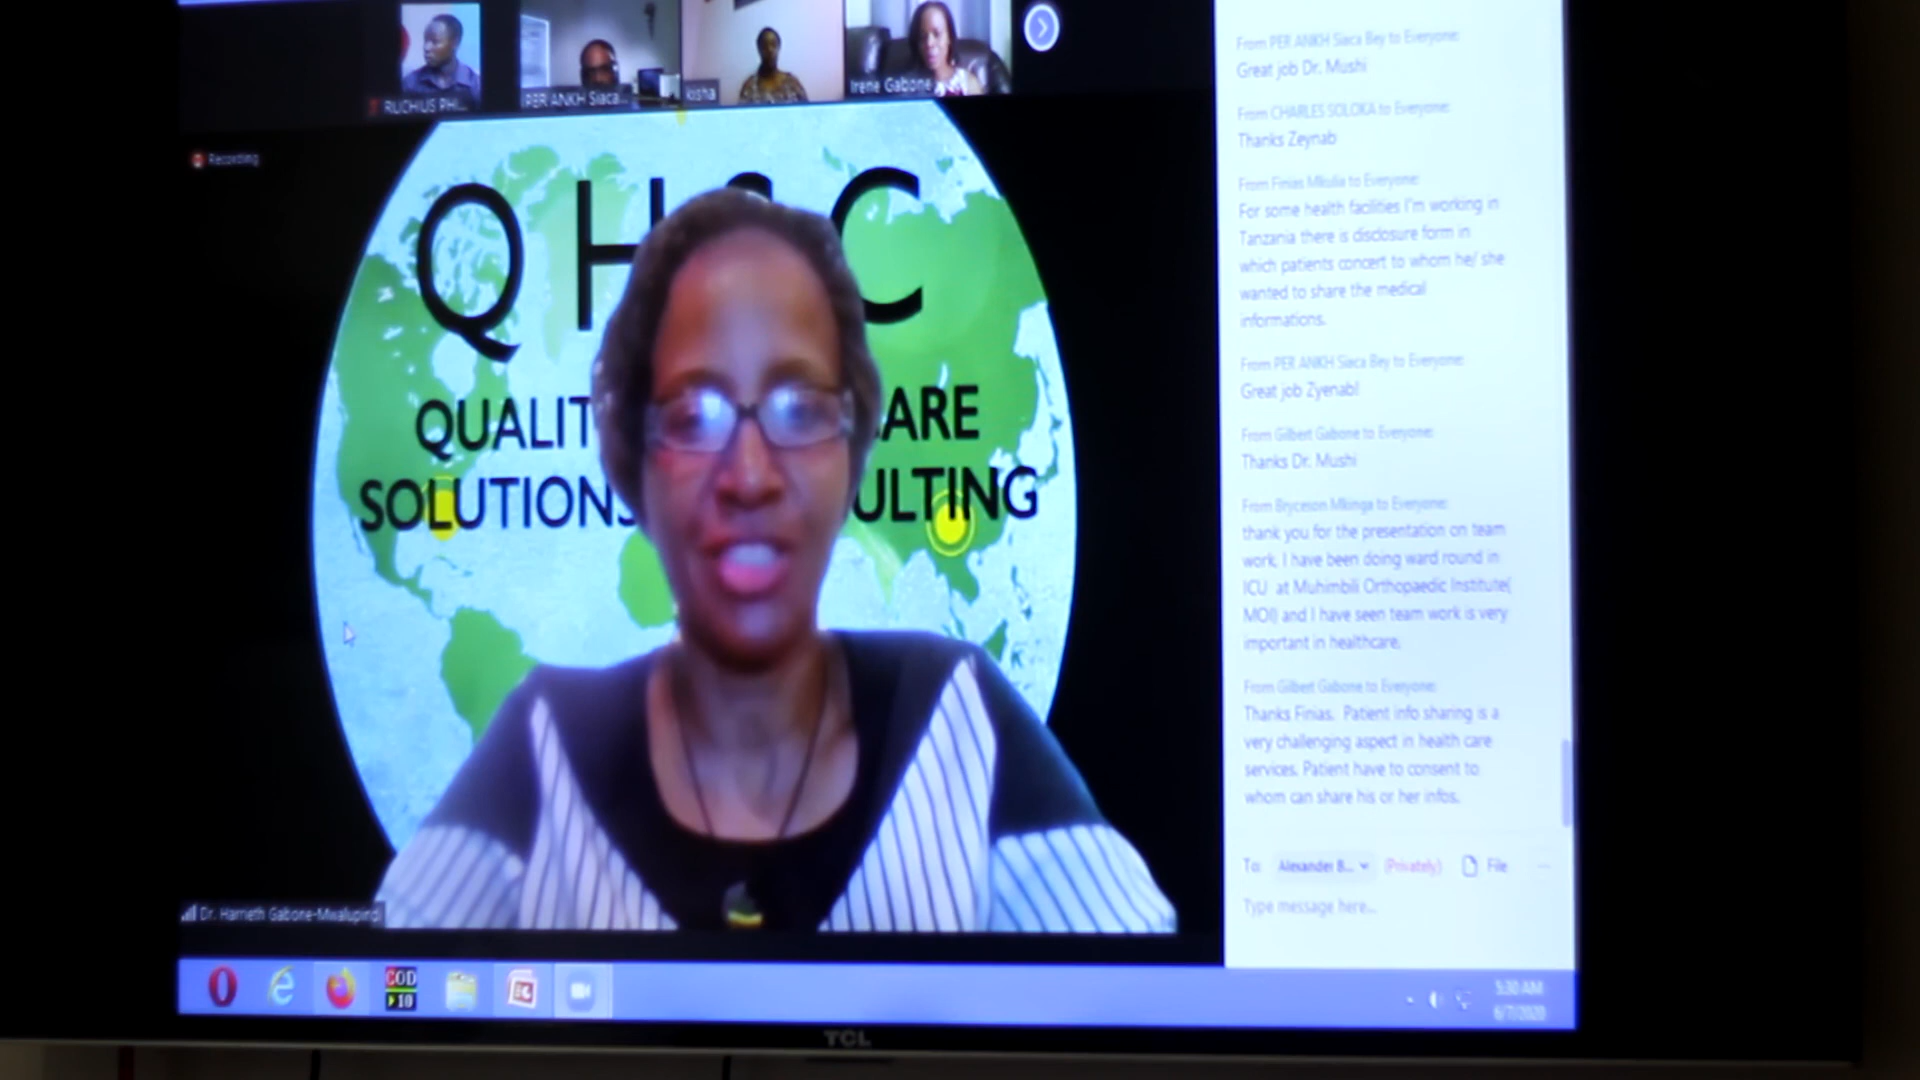 RUCHIUS PHI...
PER ANKH Siaca...
kisha
Irene Gabone
Recording
Q H C
QUALIT ARE
SOLUTIONS ULTING
Dr. Harrieth Gabone-Mwalupindi
From PER ANKH Siaca Bey to Everyone:
Great job Dr. Mushi
From CHARLES SOLOKA to Everyone:
Thanks Zeynab
From Finias Mkulia to Everyone:
For some health facilities I'm working in
Tanzania there is disclosure form in
which patients concert to whom he/ she
wanted to share the medical
informations.
From PER ANKH Siaca Bey to Everyone:
Great job Zyenab!
From Gilbert Gabone to Everyone:
Thanks Dr. Mushi
From Bryceson Mkinga to Everyone:
thank you for the presentation on team
work, I have been doing ward round in
ICU at Muhimbili Orthopaedic Institute(
MOI) and I have seen team work is very
important in healthcare.
From Gilbert Gabone to Everyone:
Thanks Finias. Patient info sharing is a
very challenging aspect in health care
services. Patient have to consent to
whom can share his or her infos.
To: Alexander B... (Privately) File
Type message here...
GOD
10
5:30 AM
6/7/2020
TCL